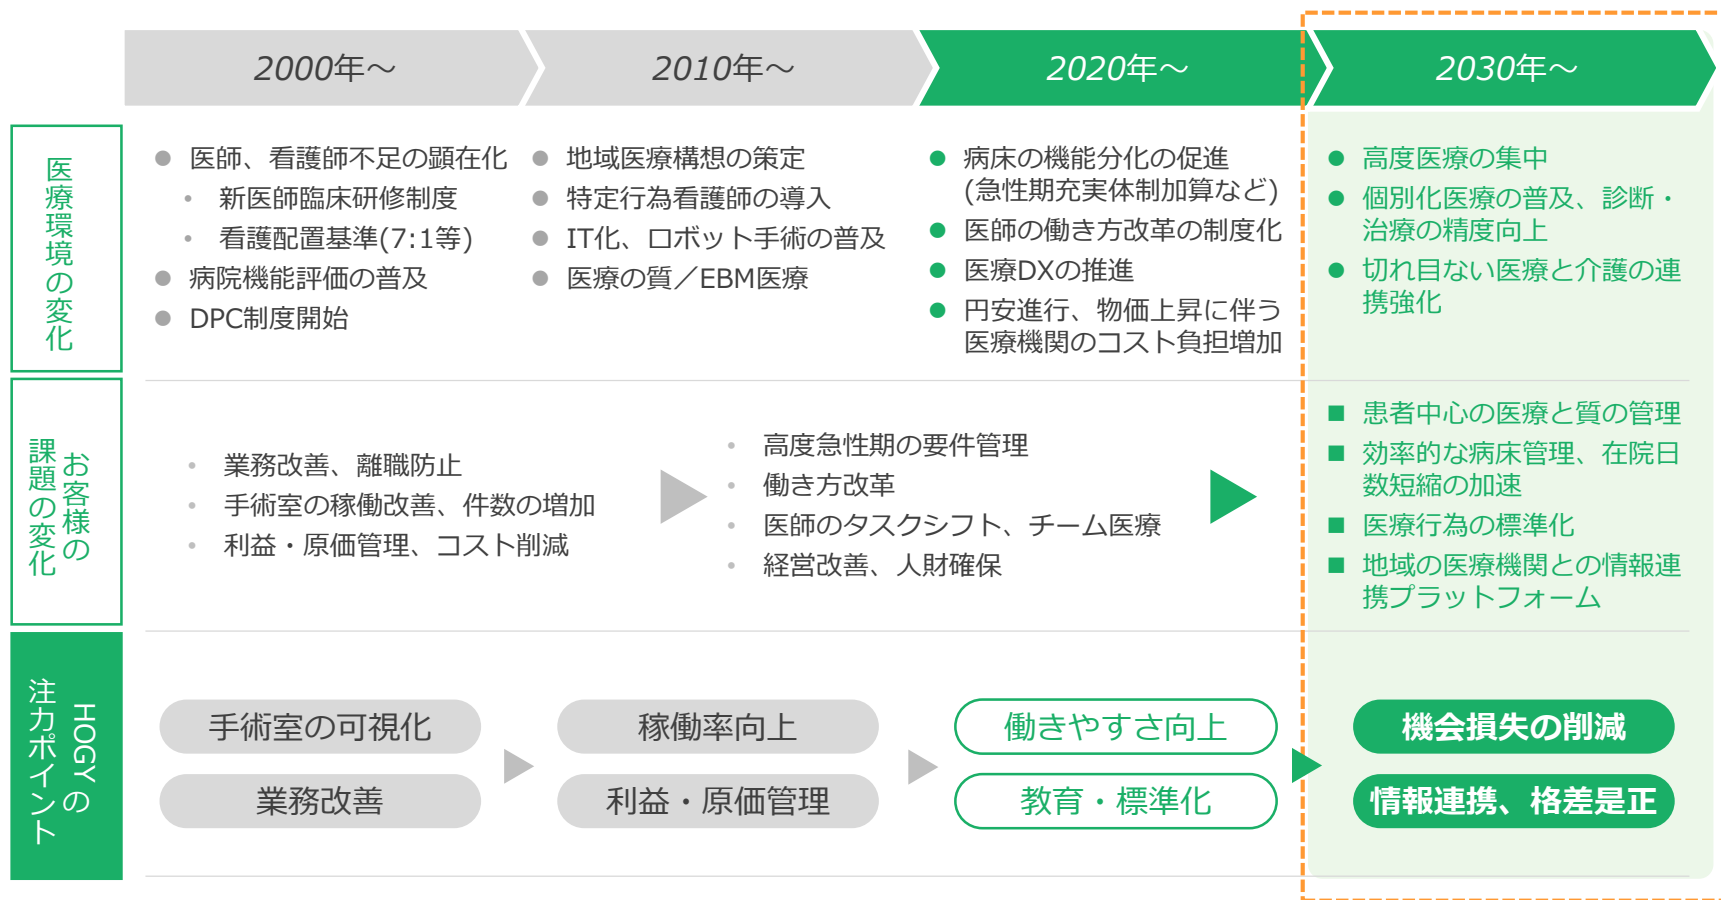 2000年～
2010年～
2020年～
2030年～
医療環境の変化
● 医師、看護師不足の顕在化
・ 新医師臨床研修制度
・ 看護配置基準(7:1等)
● 病院機能評価の普及
● DPC制度開始
● 地域医療構想の策定
● 特定行為看護師の導入
● IT化、ロボット手術の普及
● 医療の質／EBM医療
● 病床の機能分化の促進
(急性期充実体制加算など)
● 医師の働き方改革の制度化
● 医療DXの推進
● 円安進行、物価上昇に伴う
医療機関のコスト負担増加
● 高度医療の集中
● 個別化医療の普及、診断・
治療の精度向上
● 切れ目ない医療と介護の連
携強化
お客様の
課題の変化
・ 業務改善、離職防止
・ 手術室の稼働改善、件数の増加
・ 利益・原価管理、コスト削減
・ 高度急性期の要件管理
・ 働き方改革
・ 医師のタスクシフト、チーム医療
・ 経営改善、人財確保
■ 患者中心の医療と質の管理
■ 効率的な病床管理、在院日
数短縮の加速
■ 医療行為の標準化
■ 地域の医療機関との情報連
携プラットフォーム
HOGYの
注力ポイント
手術室の可視化
業務改善
稼働率向上
利益・原価管理
働きやすさ向上
教育・標準化
機会損失の削減
情報連携、格差是正